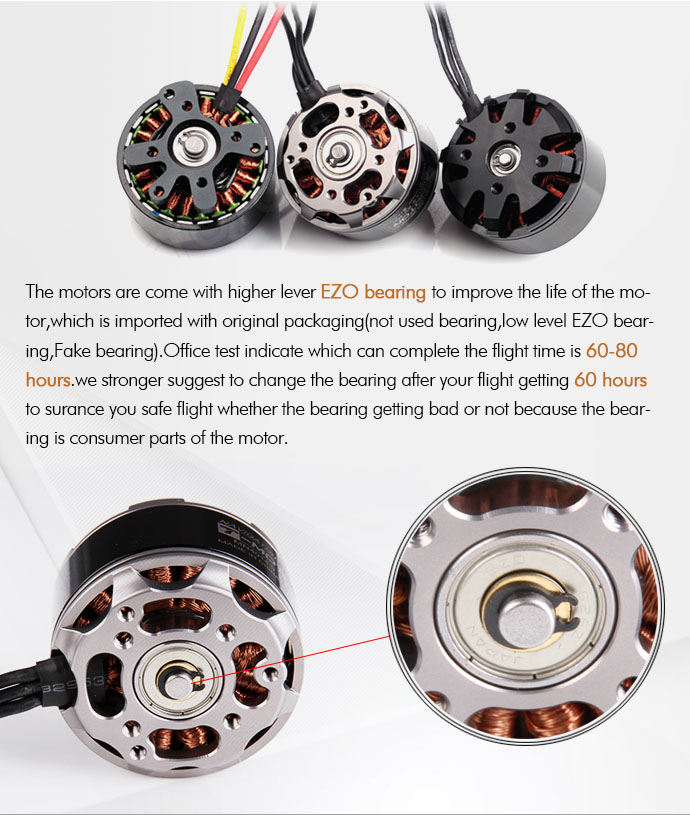 The motors are come with higher lever EZO bearing to improve the life of the mo-
tor,which is imported with original packaging(not used bearing,low level EZO bear-
ing,Fake bearing).Office test indicate which can complete the flight time is 60-80
hours.we stronger suggest to change the bearing after your flight getting 60 hours
to surance you safe flight whether the bearing getting bad or not because the bear-
ing is consumer parts of the motor.
EZO
JAPAN